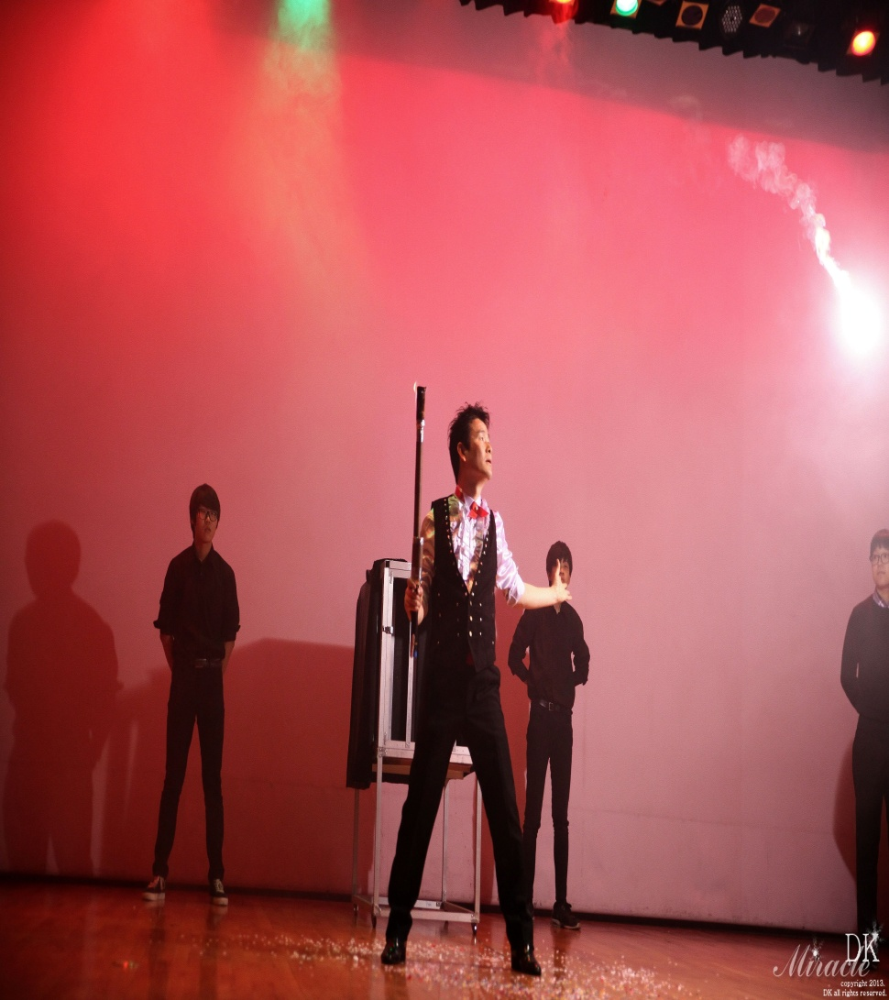 DK
Miracle
copyright 2013.
DK all rights reserved.